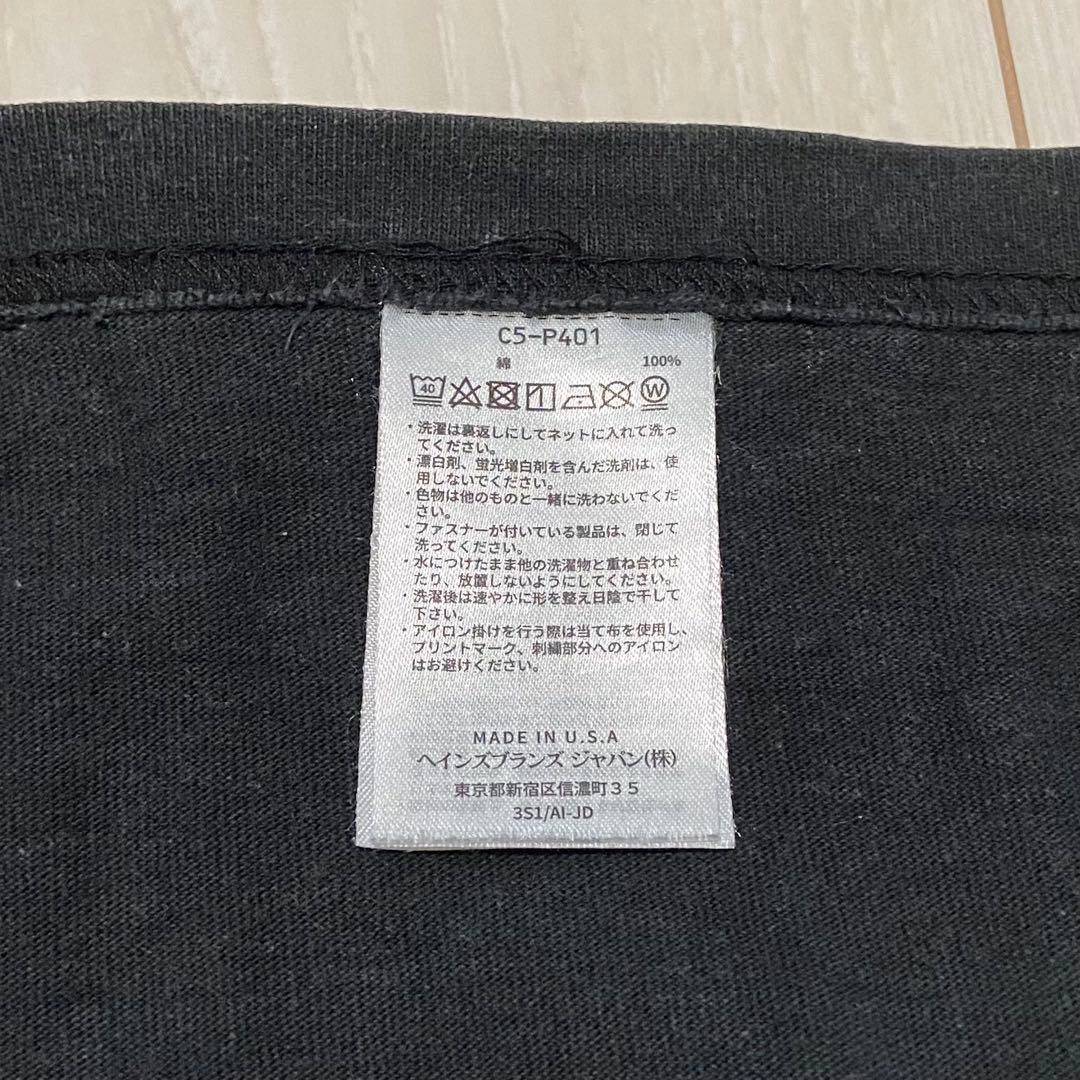 C5-P401
綿 100%
40 W
・洗濯は裏返しにしてネットに入れて洗っ
てください。
・漂白剤、蛍光増白剤を含んだ洗剤は、使
用しないでください。
・色物は他のものと一緒に洗わないでくだ
さい。
・ファスナーが付いている製品は、閉じて
洗ってください。
・水につけたまま他の洗濯物と重ね合わせ
たり、放置しないようにしてください。
・洗濯後は速やかに形を整え日陰で干して
下さい。
・アイロン掛けを行う際は当て布を使用し、
プリントマーク、刺繍部分へのアイロン
はお避けください。
MADE IN U.S.A
ヘインズブランズ ジャパン(株)
東京都新宿区信濃町35
3S1/AI-JD